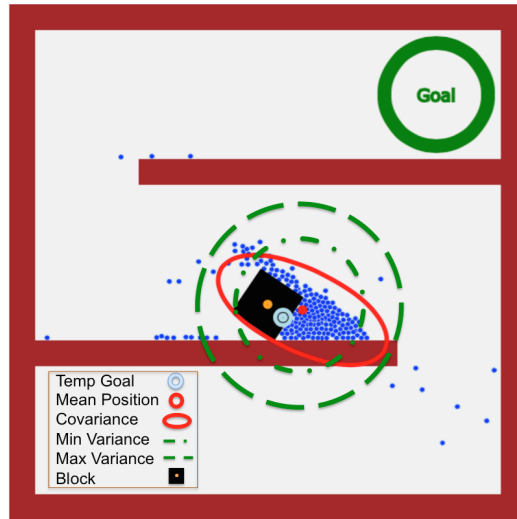 Goal
Temp Goal
Mean Position
Covariance
Min Variance
Max Variance
Block